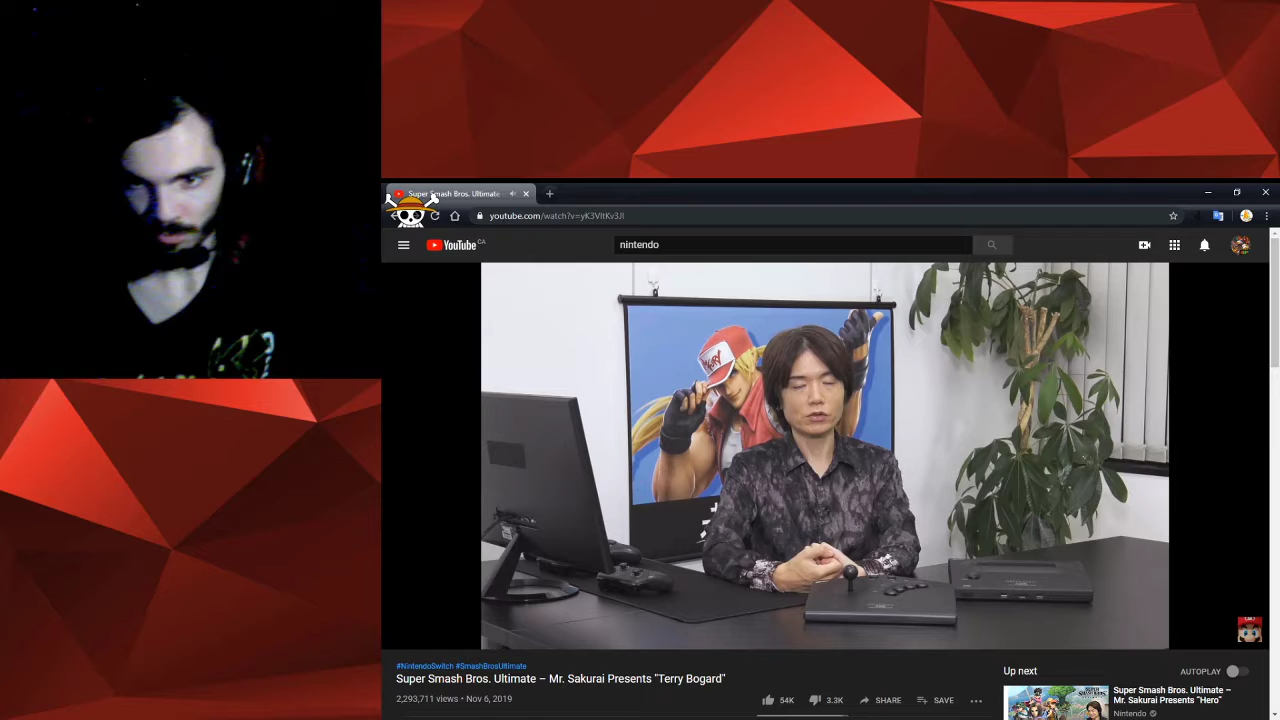 Super Smash Bros. Ultimate
youtube.com/watch?v=yK3VltKv3JI
YouTube CA
nintendo
#NintendoSwitch #SmashBrosUltimate
Super Smash Bros. Ultimate – Mr. Sakurai Presents "Terry Bogard"
2,293,711 views • Nov 6, 2019
54K
3.3K
SHARE
SAVE
Up next
AUTOPLAY
Super Smash Bros. Ultimate –
Mr. Sakurai Presents "Hero"
Nintendo